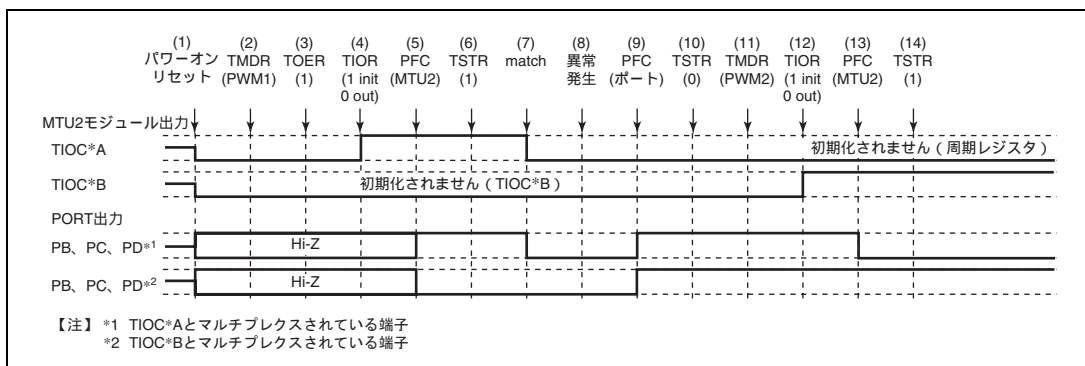 (1) (2) (3) (4) (5) (6) (7) (8) (9) (10) (11) (12) (13) (14)
パワーオン TMDR TOER TIOR PFC TSTR match 異常 PFC TSTR TMDR TIOR PFC TSTR
リセット (PWM1) (1) (1 init (MTU2) (1) 発生 (ポート) (0) (PWM2) (1 init (MTU2) (1)
0 out) 0 out)
MTU2モジュール出力
TIOC*A 初期化されません(周期レジスタ)
TIOC*B 初期化されません(TIOC*B)
PORT出力
PB、PC、PD*1 Hi-Z
PB、PC、PD*2 Hi-Z
【注】 *1 TIOC*Aとマルチプレクスされている端子
*2 TIOC*Bとマルチプレクスされている端子